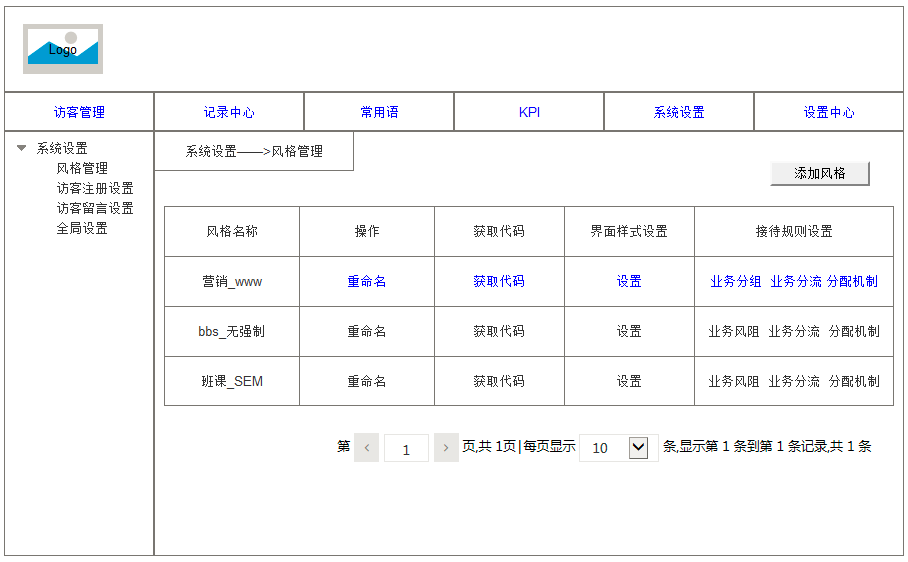 Logo
访客管理 记录中心 常用语 KPI 系统设置 设置中心
系统设置
风格管理
访客注册设置
访客留言设置
全局设置
系统设置——>风格管理
添加风格
风格名称 操作 获取代码 界面样式设置 接待规则设置
营销_www 重命名 获取代码 设置 业务分组 业务分流 分配机制
bbs_无强制 重命名 获取代码 设置 业务风阻 业务分流 分配机制
班课_SEM 重命名 获取代码 设置 业务风阻 业务分流 分配机制
第 < 1 > 页,共 1页|每页显示 10 条,显示第 1 条到第 1 条记录,共 1 条